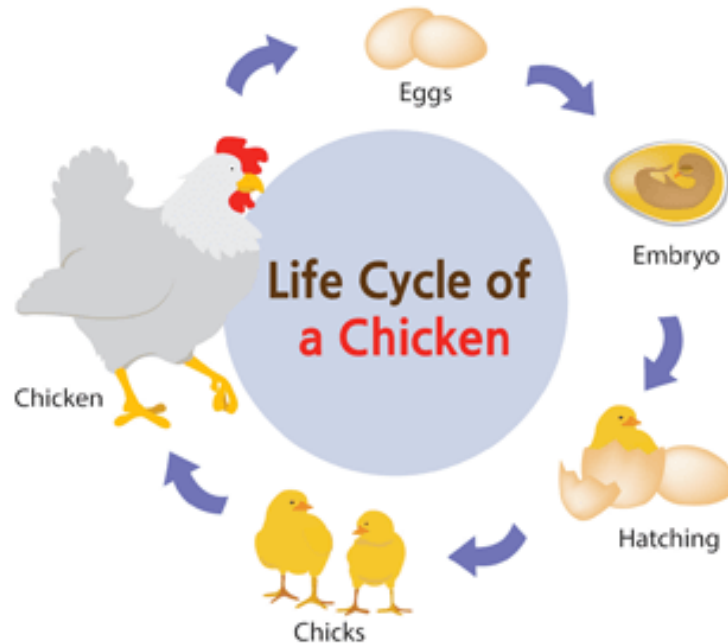 Eggs
Embryo
Life Cycle of
a Chicken
Chicken
Hatching
Chicks